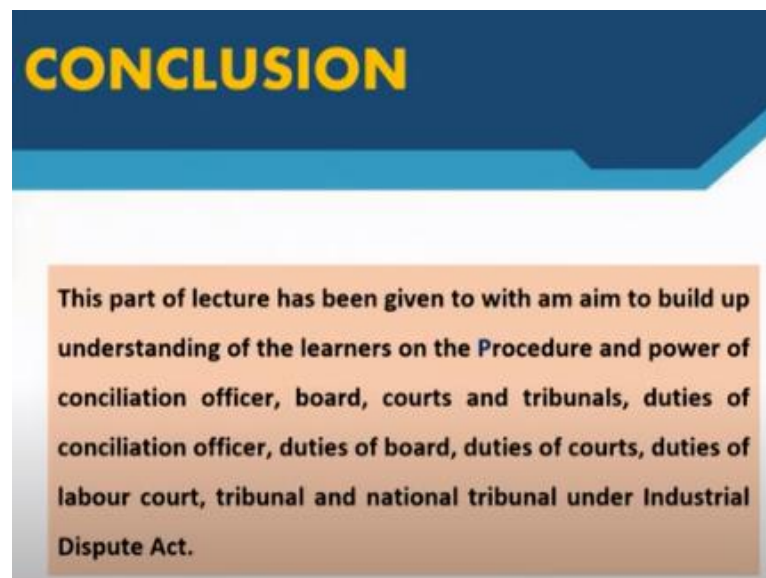 CONCLUSION
This part of lecture has been given to with am aim to build up
understanding of the learners on the Procedure and power of
conciliation officer, board, courts and tribunals, duties of
conciliation officer, duties of board, duties of courts, duties of
labour court, tribunal and national tribunal under Industrial
Dispute Act.